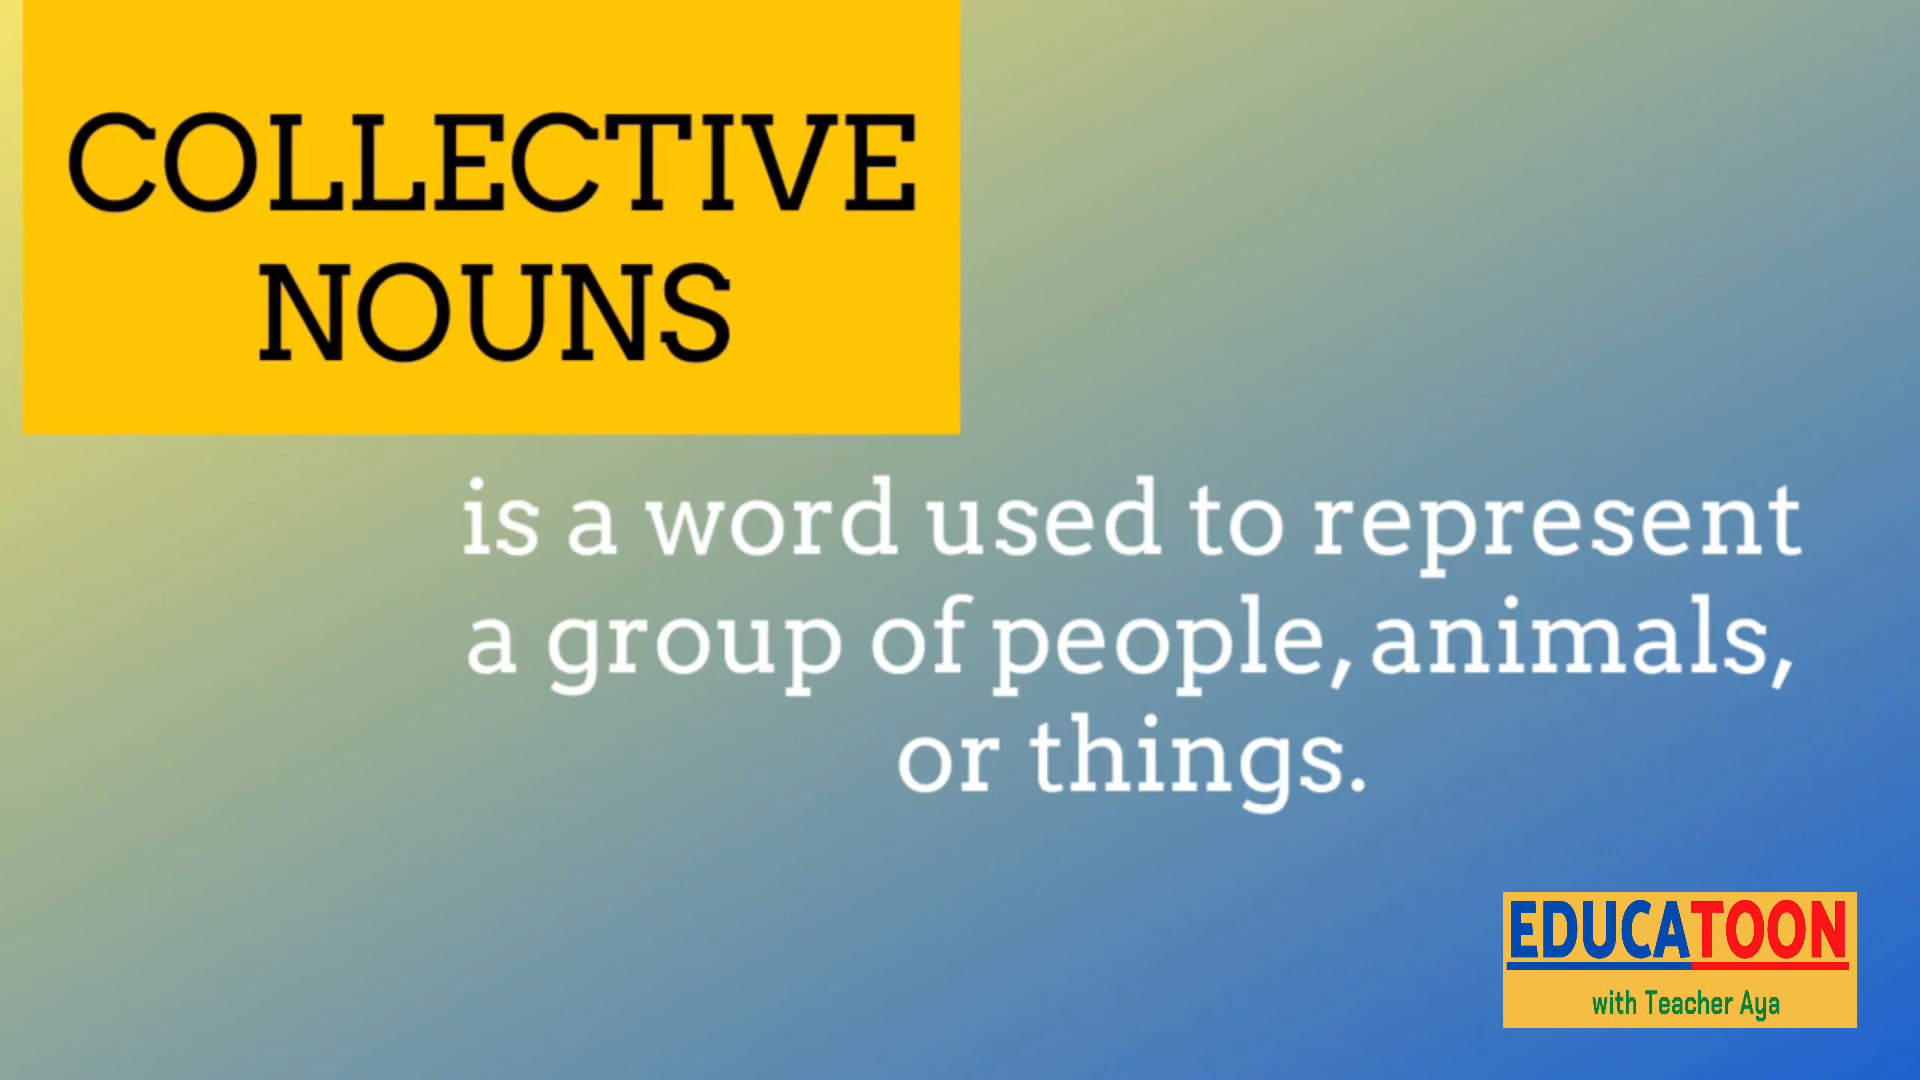 COLLECTIVE
NOUNS
is a word used to represent
a group of people, animals,
or things.
EDUCATOON
with Teacher Aya